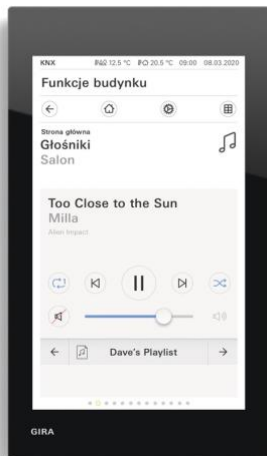 KNX 12.5 °C 20.5 °C 09:00 08.03.2020
Funkcje budynku
Strona główna
Głośniki
Salon
Too Close to the Sun
Milla
Alien Impact
Dave's Playlist
GIRA